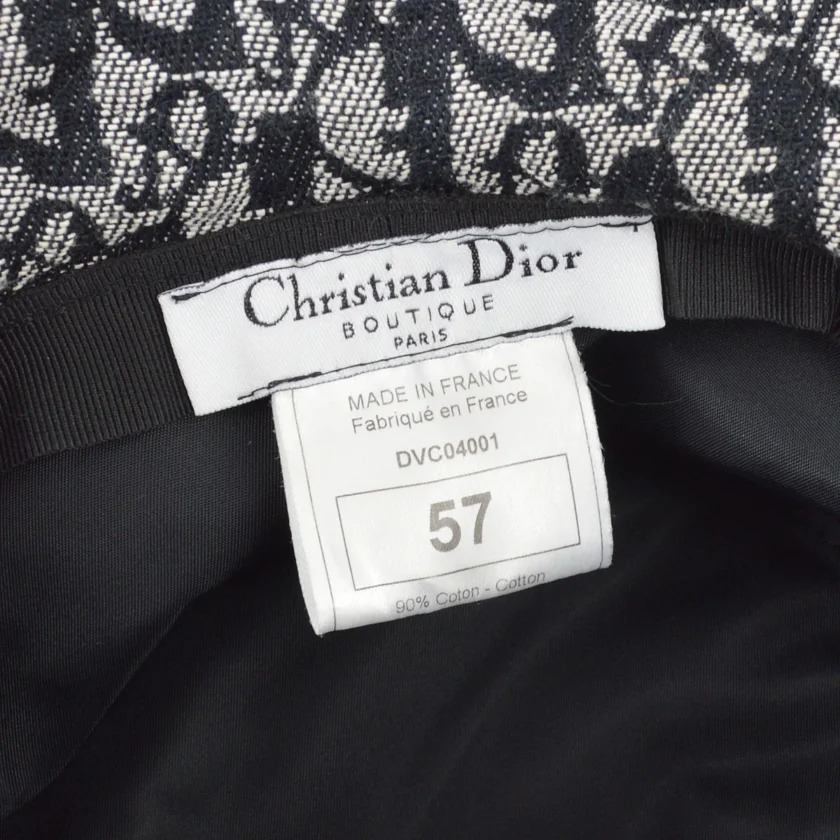 Christian Dior
BOUTIQUE
PARIS
MADE IN FRANCE
Fabriqué en France
DVC04001
57
90% Coton - Cotton